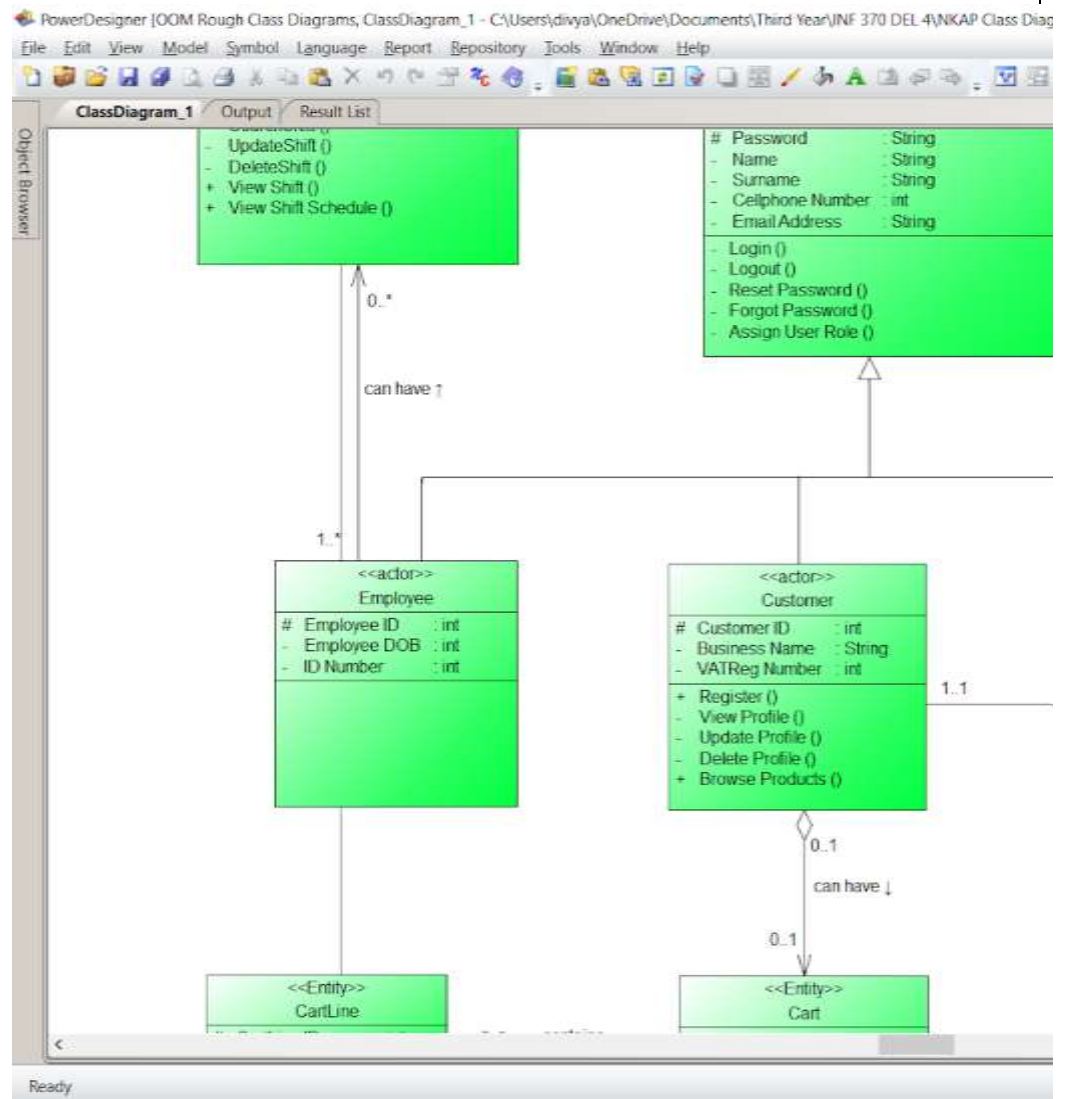 PowerDesigner [OOM Rough Class Diagrams, ClassDiagram_1 - C:\Users\divya\OneDrive\Documents\Third Year\INF 370 DEL 4\NKAP Class Diag
File Edit View Model Symbol Language Report Repository Tools Window Help
ClassDiagram_1 Output Result List
Object Browser
- UpdateShift ()
- DeleteShift ()
+ View Shift ()
+ View Shift Schedule ()
# Password : String
- Name : String
- Surname : String
- Cellphone Number : int
- Email Address : String
- Login ()
- Logout ()
- Reset Password ()
- Forgot Password ()
- Assign User Role ()
0..*
can have ↑
1..*
<<actor>>
Employee
# Employee ID : int
- Employee DOB : int
- ID Number : int
<<actor>>
Customer
# Customer ID : int
- Business Name : String
- VATReg Number : int
+ Register ()
- View Profile ()
- Update Profile ()
- Delete Profile ()
+ Browse Products ()
1..1
0..1
can have ↓
0..1
<<Entity>>
CartLine
<<Entity>>
Cart
Ready